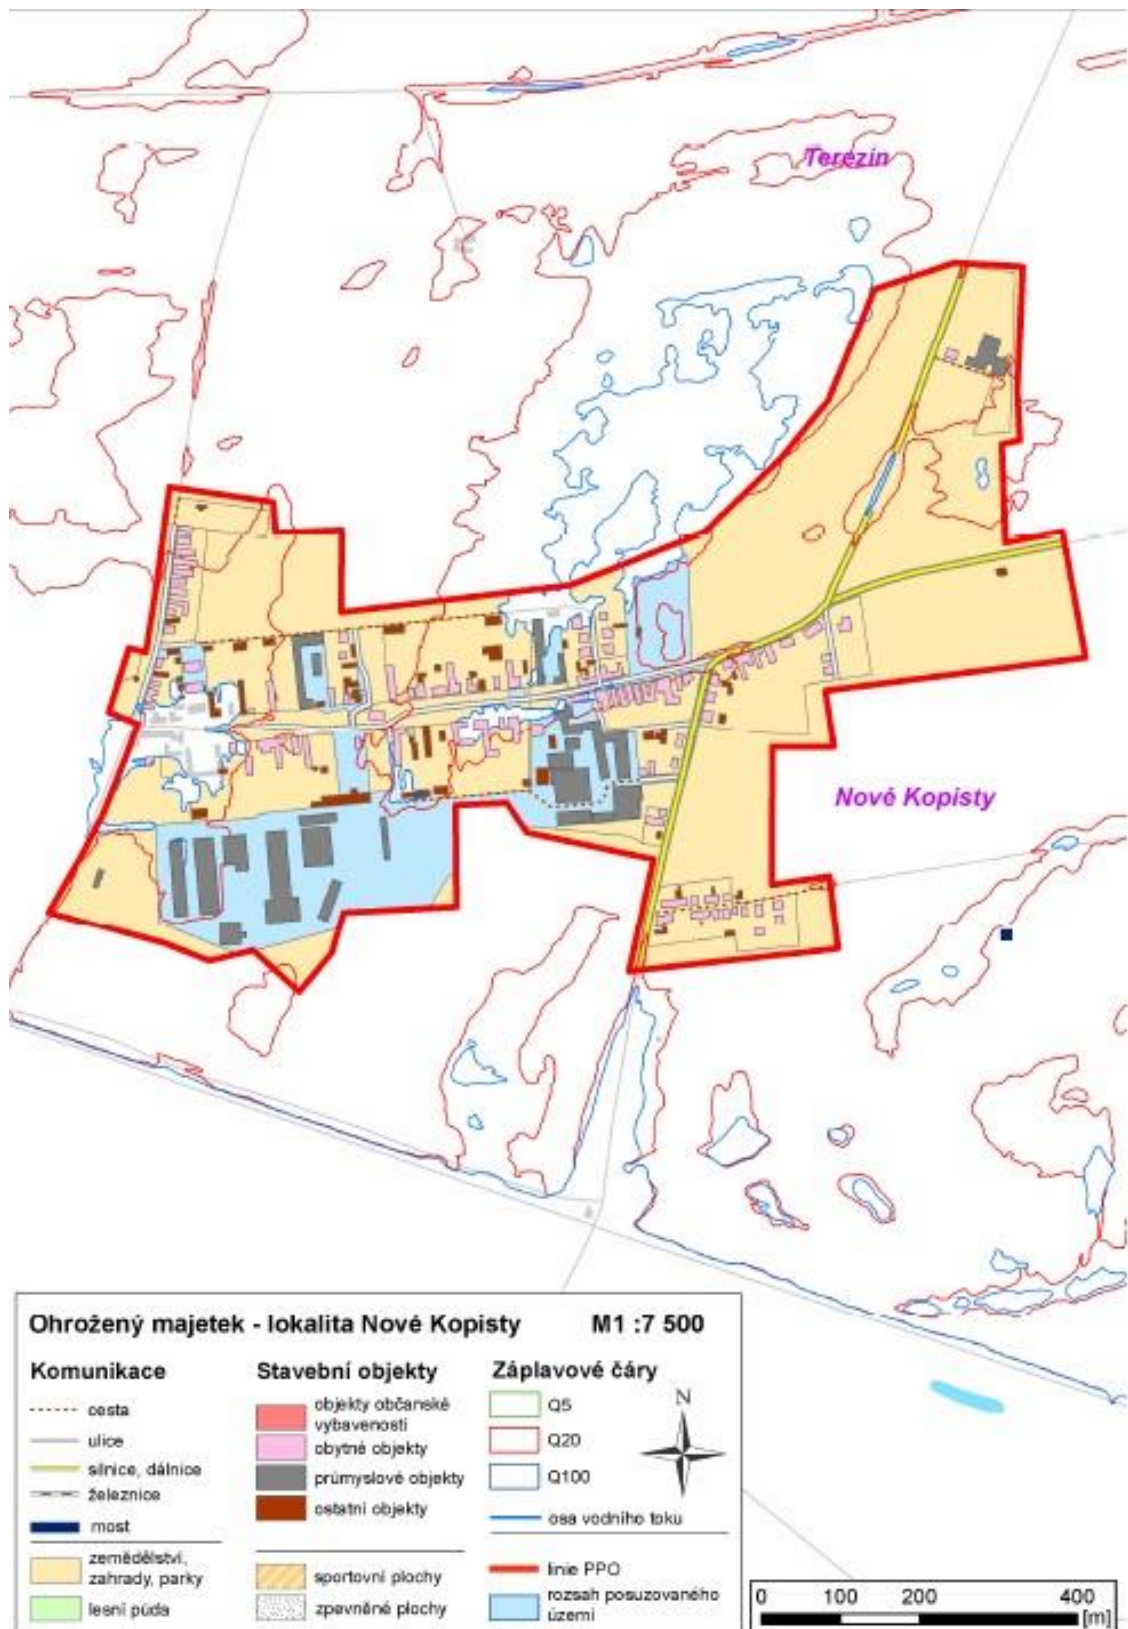 Terezín
Nové Kopisty
Ohrožený majetek - lokalita Nové Kopisty M1 :7 500
Komunikace
cesta
ulice
silnice, dálnice
železnice
most
zemědělství,
zahrady, parky
lesní půda
Stavební objekty
objekty občanské
vybavenosti
obytné objekty
průmyslové objekty
ostatní objekty
sportovní plochy
zpevněné plochy
Záplavové čáry
Q5
Q20
Q100
osa vodního toku
linie PPO
rozsah posuzovaného
území
N
0 100 200 400
[m]